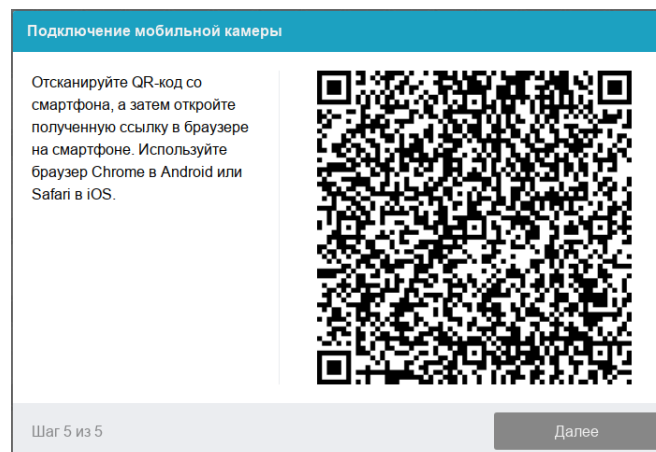 Подключение мобильной камеры
Отсканируйте QR-код со
смартфона, а затем откройте
полученную ссылку в браузере
на смартфоне. Используйте
браузер Chrome в Android или
Safari в iOS.
Шаг 5 из 5
Далее